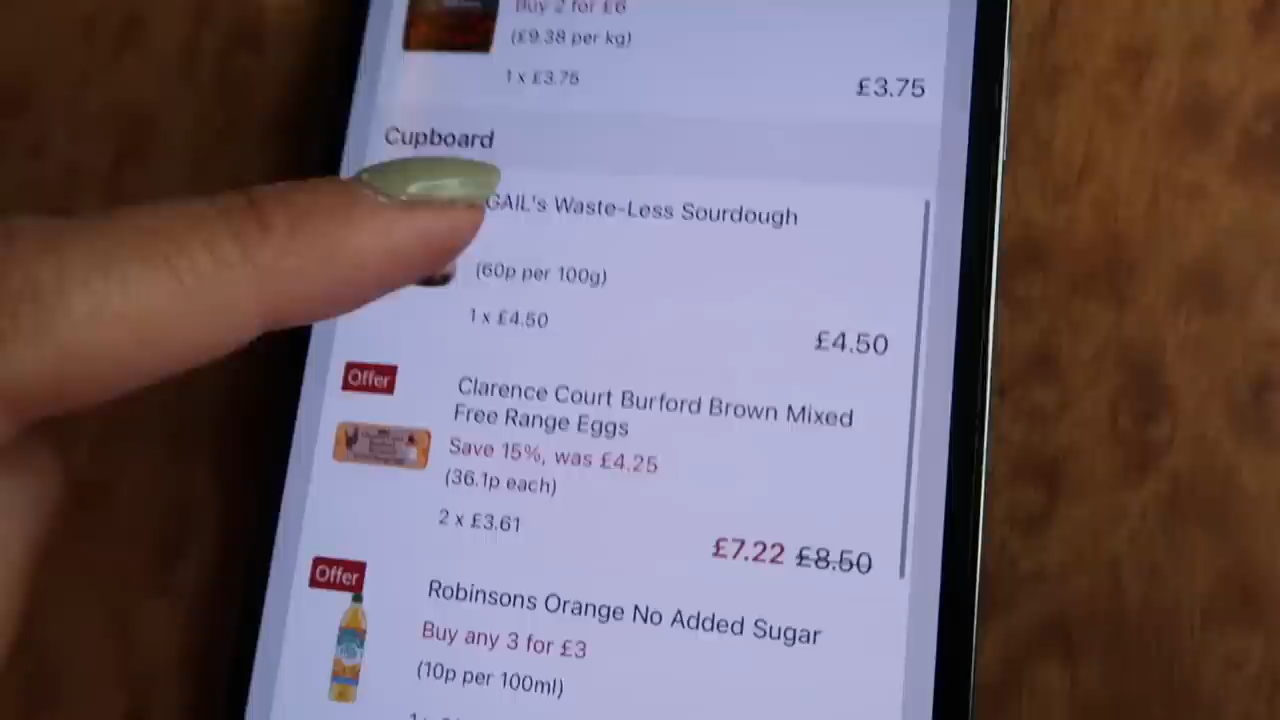 Buy 2 for £6
(£9.38 per kg)
1 x £3.75
£3.75
Cupboard
GAIL's Waste-Less Sourdough
(60p per 100g)
1 x £4.50
£4.50
Offer
Clarence Court Burford Brown Mixed
Free Range Eggs
Save 15%, was £4.25
(36.1p each)
2 x £3.61
£7.22 £8.50
Offer
Robinsons Orange No Added Sugar
Buy any 3 for £3
(10p per 100ml)